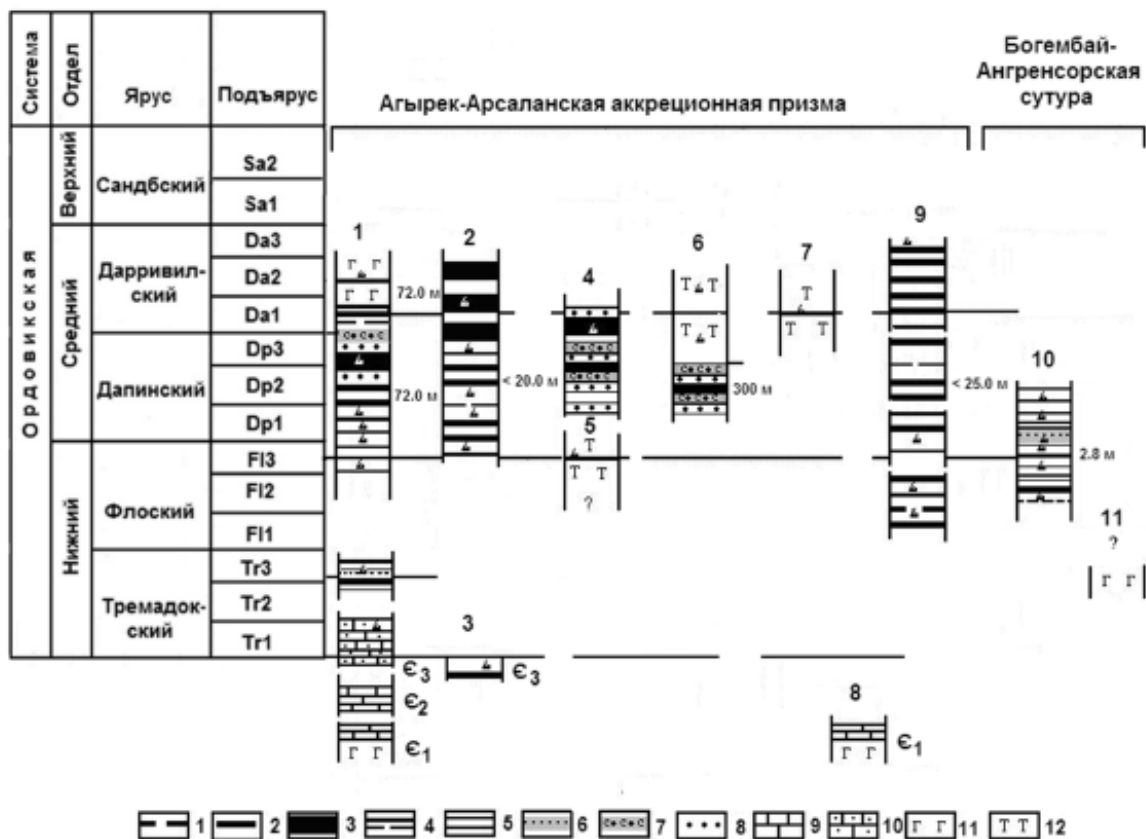 Система
Отдел
Ярус
Подъярус
Агырек-Арсаланская аккреционная призма
Богембай-
Ангренсорская
сутура
Ордовикская
Верхний
Средний
Нижний
Сандбский
Дарривил-
ский
Дапинский
Флоский
Тремадок-
ский
Sa2
Sa1
Da3
Da2
Da1
Dp3
Dp2
Dp1
Fl3
Fl2
Fl1
Tr3
Tr2
Tr1
1
Г Г
Г Г
72.0 м
С•С•С
72.0 м
Є3
Є2
Є1
Г Г
2
< 20.0 м
3
Є3
4
С•С•С
С•С•С
5
Т
Т Т
?
6
Т Т
Т Т
С•С•С
С•С•С
300 м
7
Т
Т Т
8
Г Г
Є1
9
< 25.0 м
10
2.8 м
11
?
Г Г
1 2 3 4 5 6 С•С•С 7 8 9 10 Г Г 11 Т Т 12